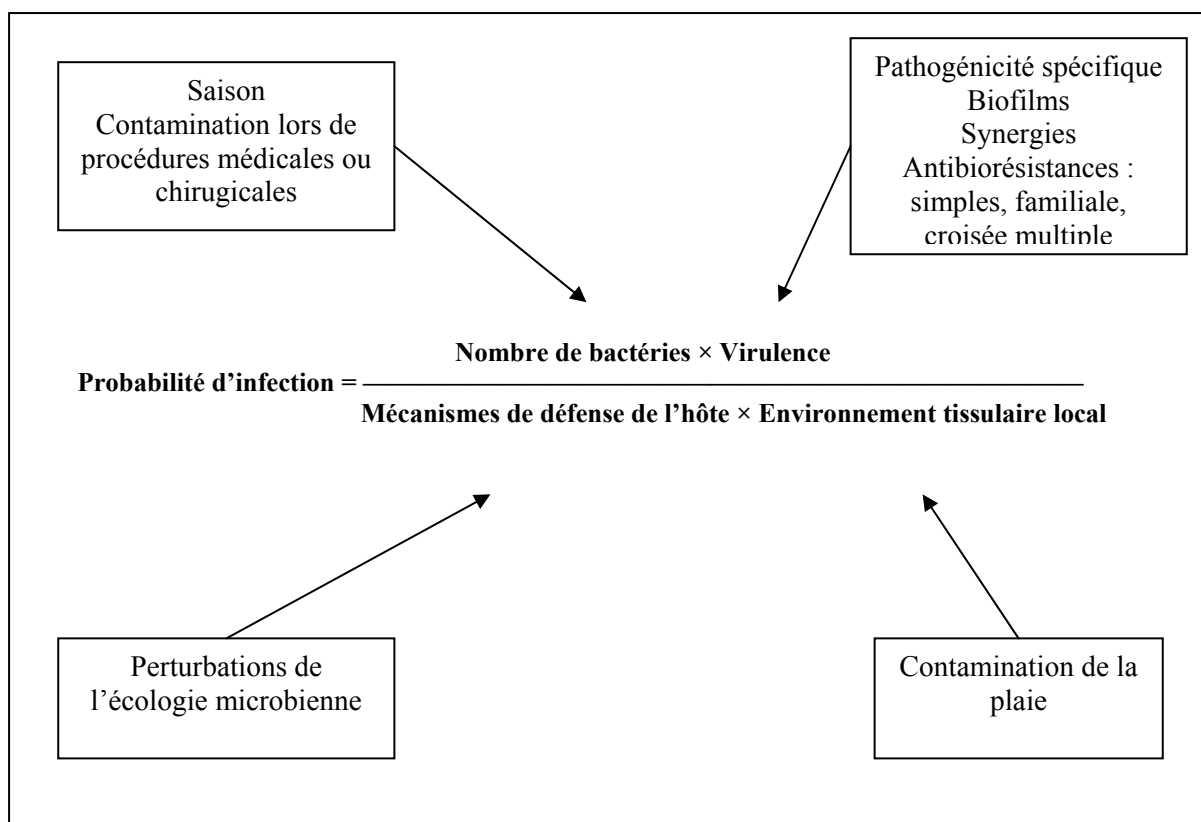 Saison
Contamination lors de
procédures médicales ou
chirugicales
Pathogénicité spécifique
Biofilms
Synergies
Antibiorésistances :
simples, familiale,
croisée multiple
Nombre de bactéries × Virulence
Probabilité d’infection =
Mécanismes de défense de l’hôte × Environnement tissulaire local
Perturbations de
l’écologie microbienne
Contamination de la
plaie